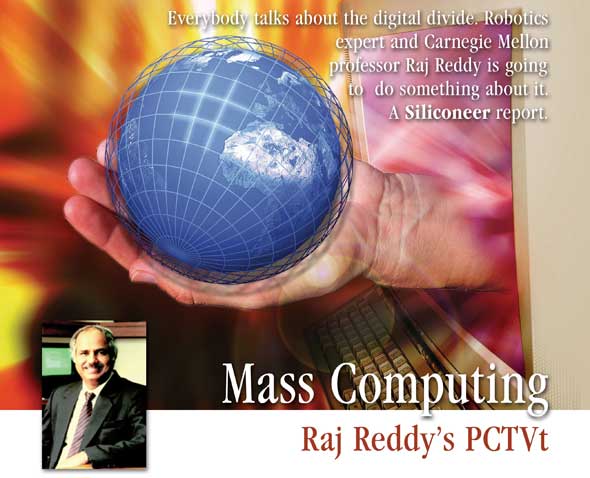 Everybody talks about the digital divide. Robotics
expert and Carnegie Mellon
professor Raj Reddy is going
to do something about it.
A Siliconeer report.
Mass Computing
Raj Reddy's PCTVt